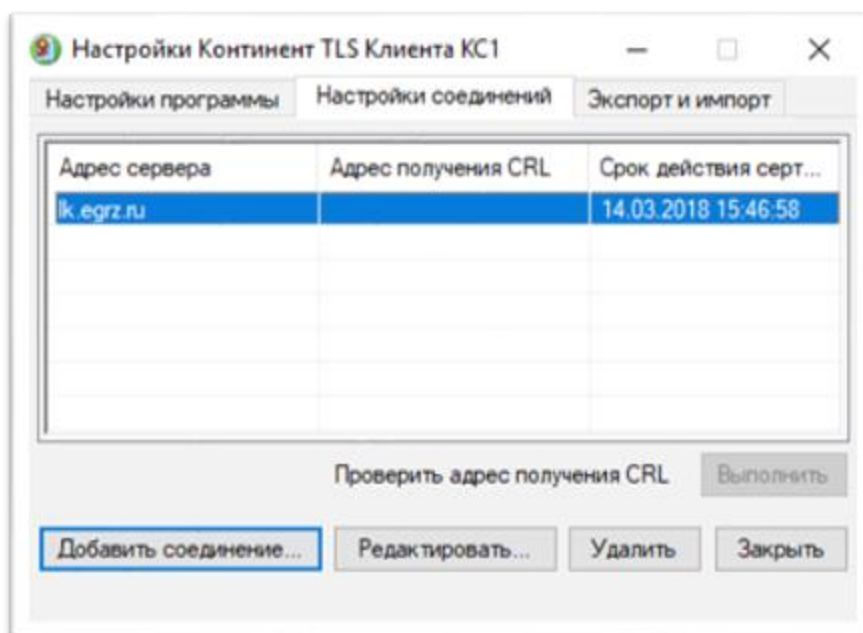 Настройки Континент TLS Клиента КС1
Настройки программы Настройки соединений Экспорт и импорт
Адрес сервера Адрес получения CRL Срок действия серт...
lk.egrz.ru 14.03.2018 15:46:58
Проверить адрес получения CRL Выполнить
Добавить соединение... Редактировать... Удалить Закрыть